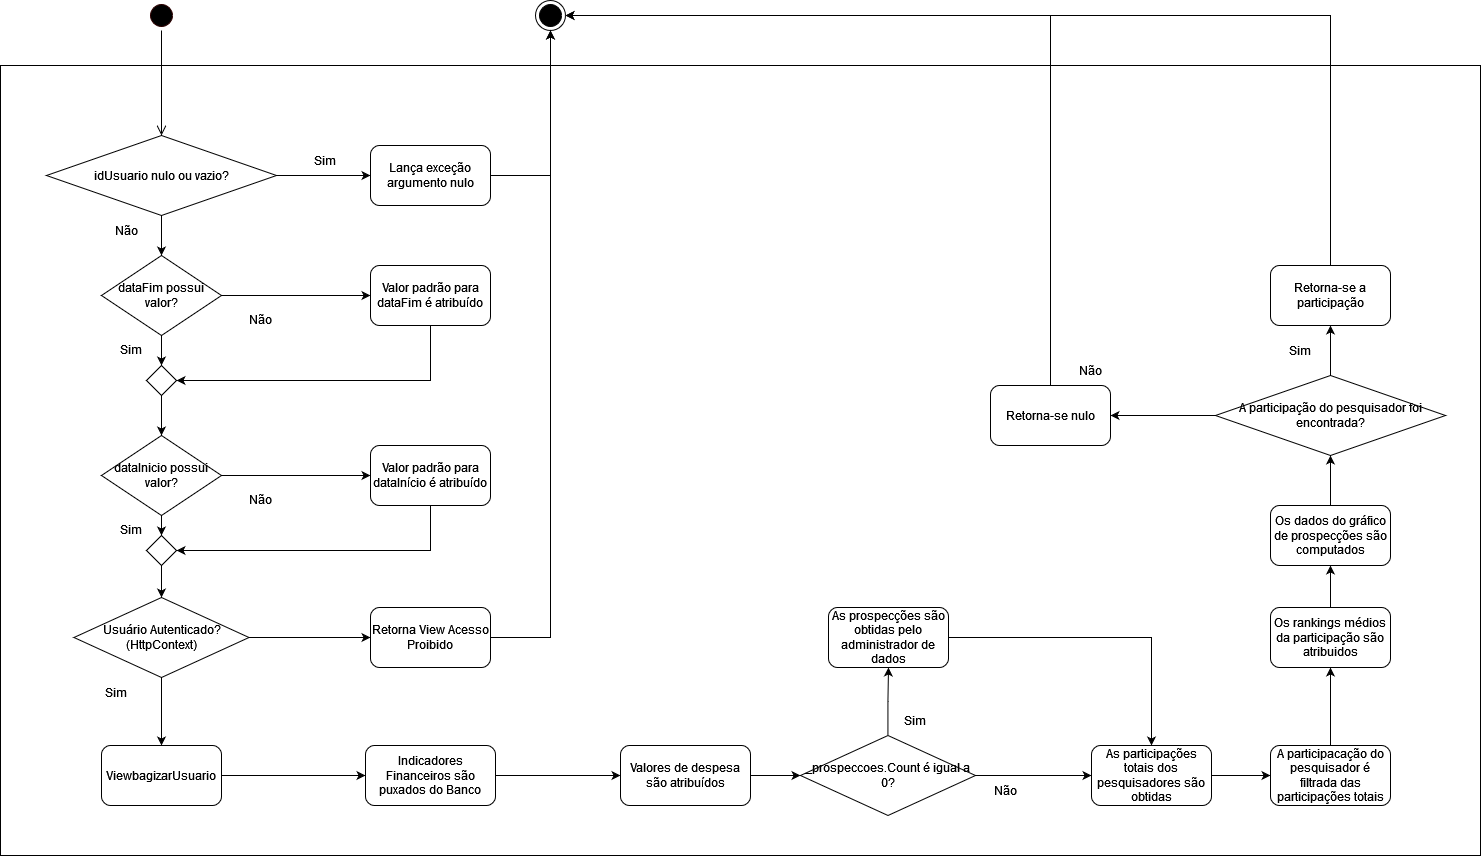 idUsuario nulo ou vazio?
Sim
Lança exceção
argumento nulo
Não
dataFim possui
valor?
Não
Valor padrão para
dataFim é atribuído
Sim
dataInicio possui
valor?
Não
Valor padrão para
dataInício é atribuído
Sim
Usuário Autenticado?
(HttpContext)
Retorna View Acesso
Proibido
Sim
ViewbagizarUsuario
Indicadores
Financeiros são
puxados do Banco
Valores de despesa
são atribuídos
_prospeccoes.Count é igual a
0?
Sim
As prospecções são
obtidas pelo
administrador de
dados
Não
As participações
totais dos
pesquisadores são
obtidas
A participacação do
pesquisador é
filtrada das
participações totais
Os rankings médios
da participação são
atribuidos
Os dados do gráfico
de prospecções são
computados
A participação do pesquisador foi
encontrada?
Não
Retorna-se nulo
Sim
Retorna-se a
participação